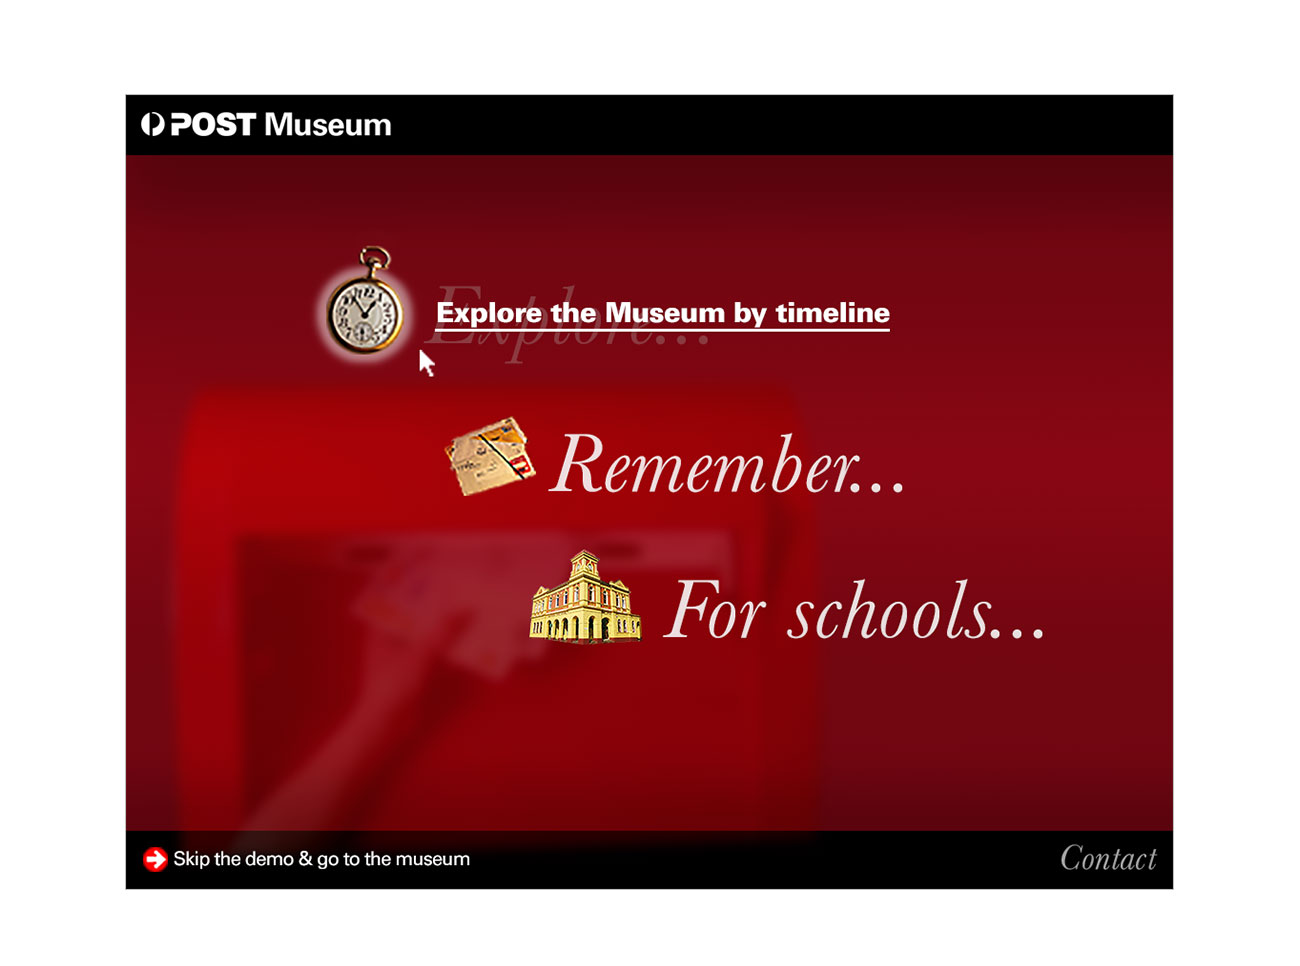 POST Museum
Explore...
Explore the Museum by timeline
Remember...
For schools...
Skip the demo & go to the museum
Contact